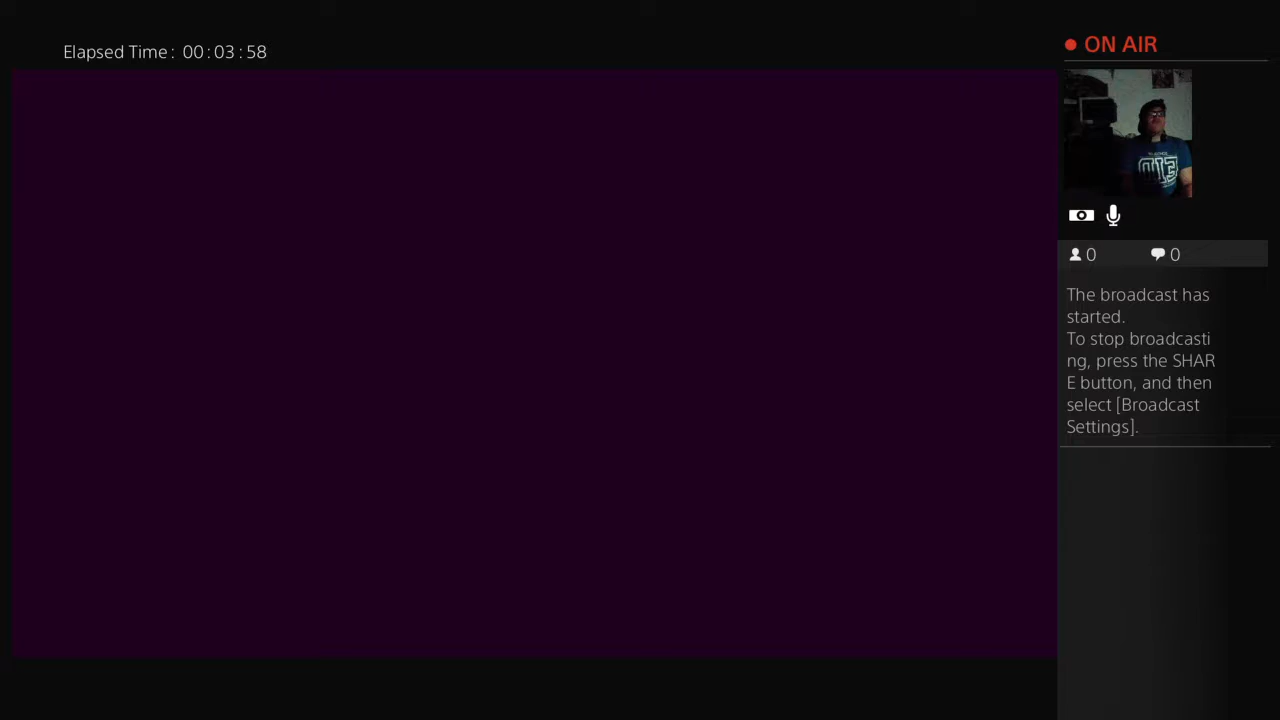 Elapsed Time: 00:03:58
ON AIR
0 0
The broadcast has
started.
To stop broadcasti
ng, press the SHAR
E button, and then
select [Broadcast
Settings].